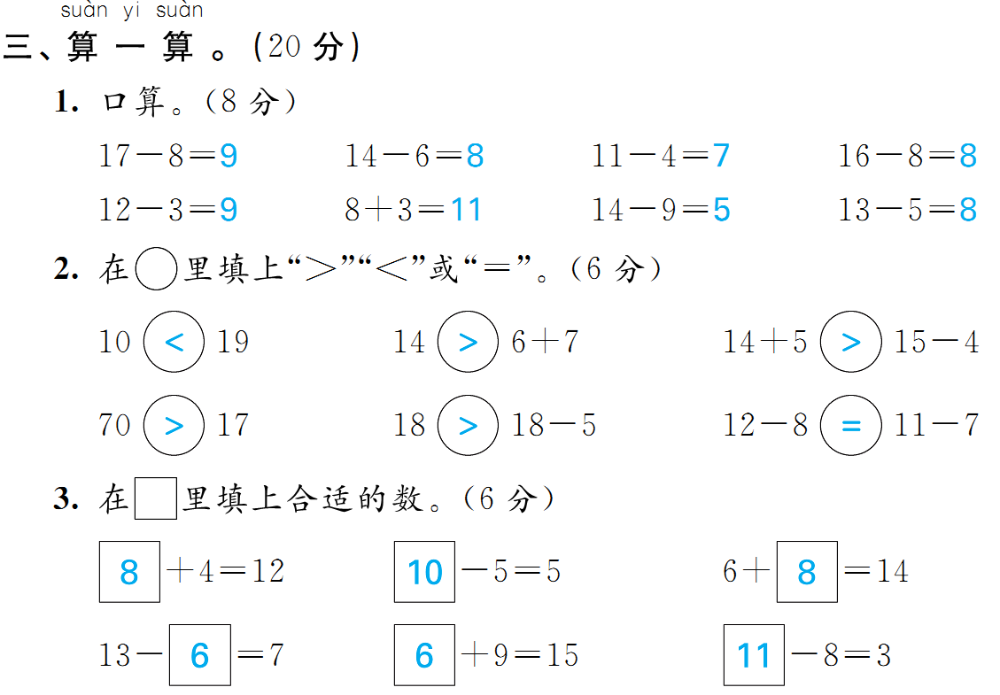 suàn yi suàn
三、算一算。(20 分)
1. 口算。(8 分)
17-8=9 14-6=8 11-4=7 16-8=8
12-3=9 8+3=11 14-9=5 13-5=8
2. 在○里填上“>”“<”或“=”。(6 分)
10 < 19 14 > 6+7 14+5 > 15-4
70 > 17 18 > 18-5 12-8 = 11-7
3. 在□里填上合适的数。(6 分)
8 +4=12 10 -5=5 6+ 8 =14
13- 6 =7 6 +9=15 11 -8=3